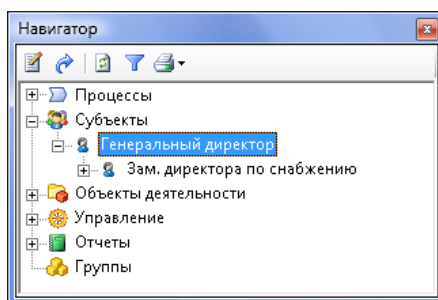 Навигатор
Процессы
Субъекты
Генеральный директор
Зам. директора по снабжению
Объекты деятельности
Управление
Отчеты
Группы